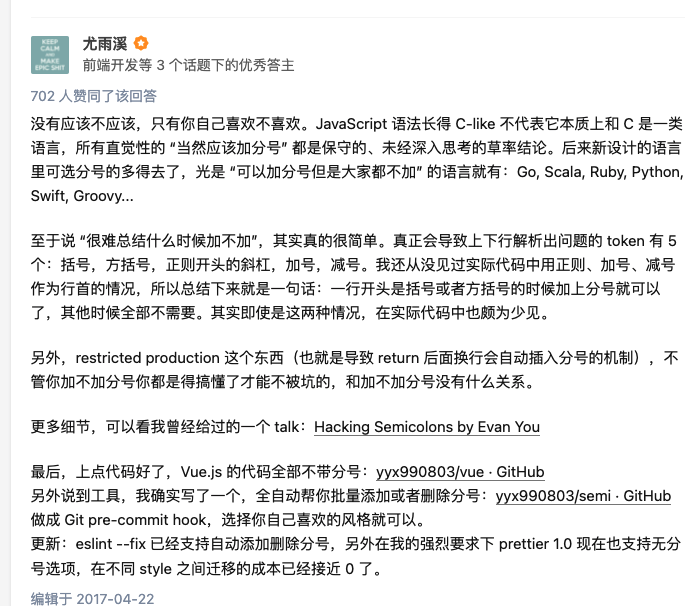 KEEP
CALM
AND
MAKE
EPIC SHIT
尤雨溪
前端开发等 3 个话题下的优秀答主
702 人赞同了该回答
没有应该不应该，只有你自己喜欢不喜欢。JavaScript 语法长得 C-like 不代表它本质上和 C 是一类
语言，所有直觉性的 “当然应该加分号” 都是保守的、未经深入思考的草率结论。后来新设计的语言
里可选分号的多得去了，光是 “可以加分号但是大家都不加” 的语言就有：Go, Scala, Ruby, Python,
Swift, Groovy...
至于说 “很难总结什么时候加不加”，其实真的很简单。真正会导致上下行解析出问题的 token 有 5
个：括号，方括号，正则开头的斜杠，加号，减号。我还从没见过实际代码中用正则、加号、减号
作为行首的情况，所以总结下来就是一句话：一行开头是括号或者方括号的时候加上分号就可以
了，其他时候全部不需要。其实即使是这两种情况，在实际代码中也颇为少见。
另外，restricted production 这个东西（也就是导致 return 后面换行会自动插入分号的机制），不
管你加不加分号你都是得搞懂了才能不被坑的，和加不加分号没有什么关系。
更多细节，可以看我曾经给过的一个 talk：Hacking Semicolons by Evan You
最后，上点代码好了，Vue.js 的代码全部不带分号：yyx990803/vue · GitHub
另外说到工具，我确实写了一个，全自动帮你批量添加或者删除分号：yyx990803/semi · GitHub
做成 Git pre-commit hook，选择你自己喜欢的风格就可以。
更新：eslint --fix 已经支持自动添加删除分号，另外在我的强烈要求下 prettier 1.0 现在也支持无分
号选项，在不同 style 之间迁移的成本已经接近 0 了。
编辑于 2017-04-22